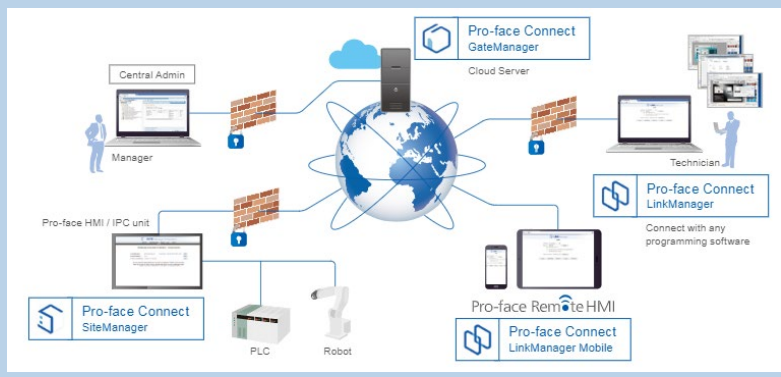 Pro-face Connect
GateManager
Cloud Server
Central Admin
Manager
Technician
Pro-face Connect
LinkManager
Connect with any
programming software
Pro-face HMI / IPC unit
Pro-face Connect
SiteManager
PLC
Robot
Pro-face Remote HMI
Pro-face Connect
LinkManager Mobile